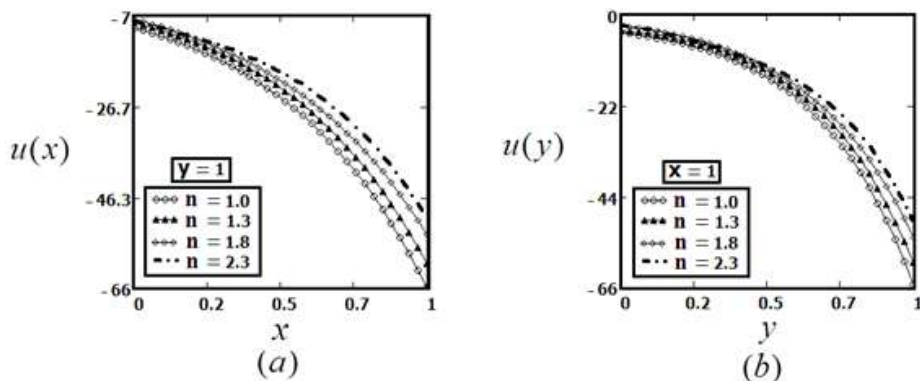 -7
-26.7
-46.3
-66
u(x)
y = 1
n = 1.0
n = 1.3
n = 1.8
n = 2.3
0 0.2 0.5 0.7 1
x
(a)
0
-22
-44
-66
u(y)
x = 1
n = 1.0
n = 1.3
n = 1.8
n = 2.3
0 0.2 0.5 0.7 1
y
(b)